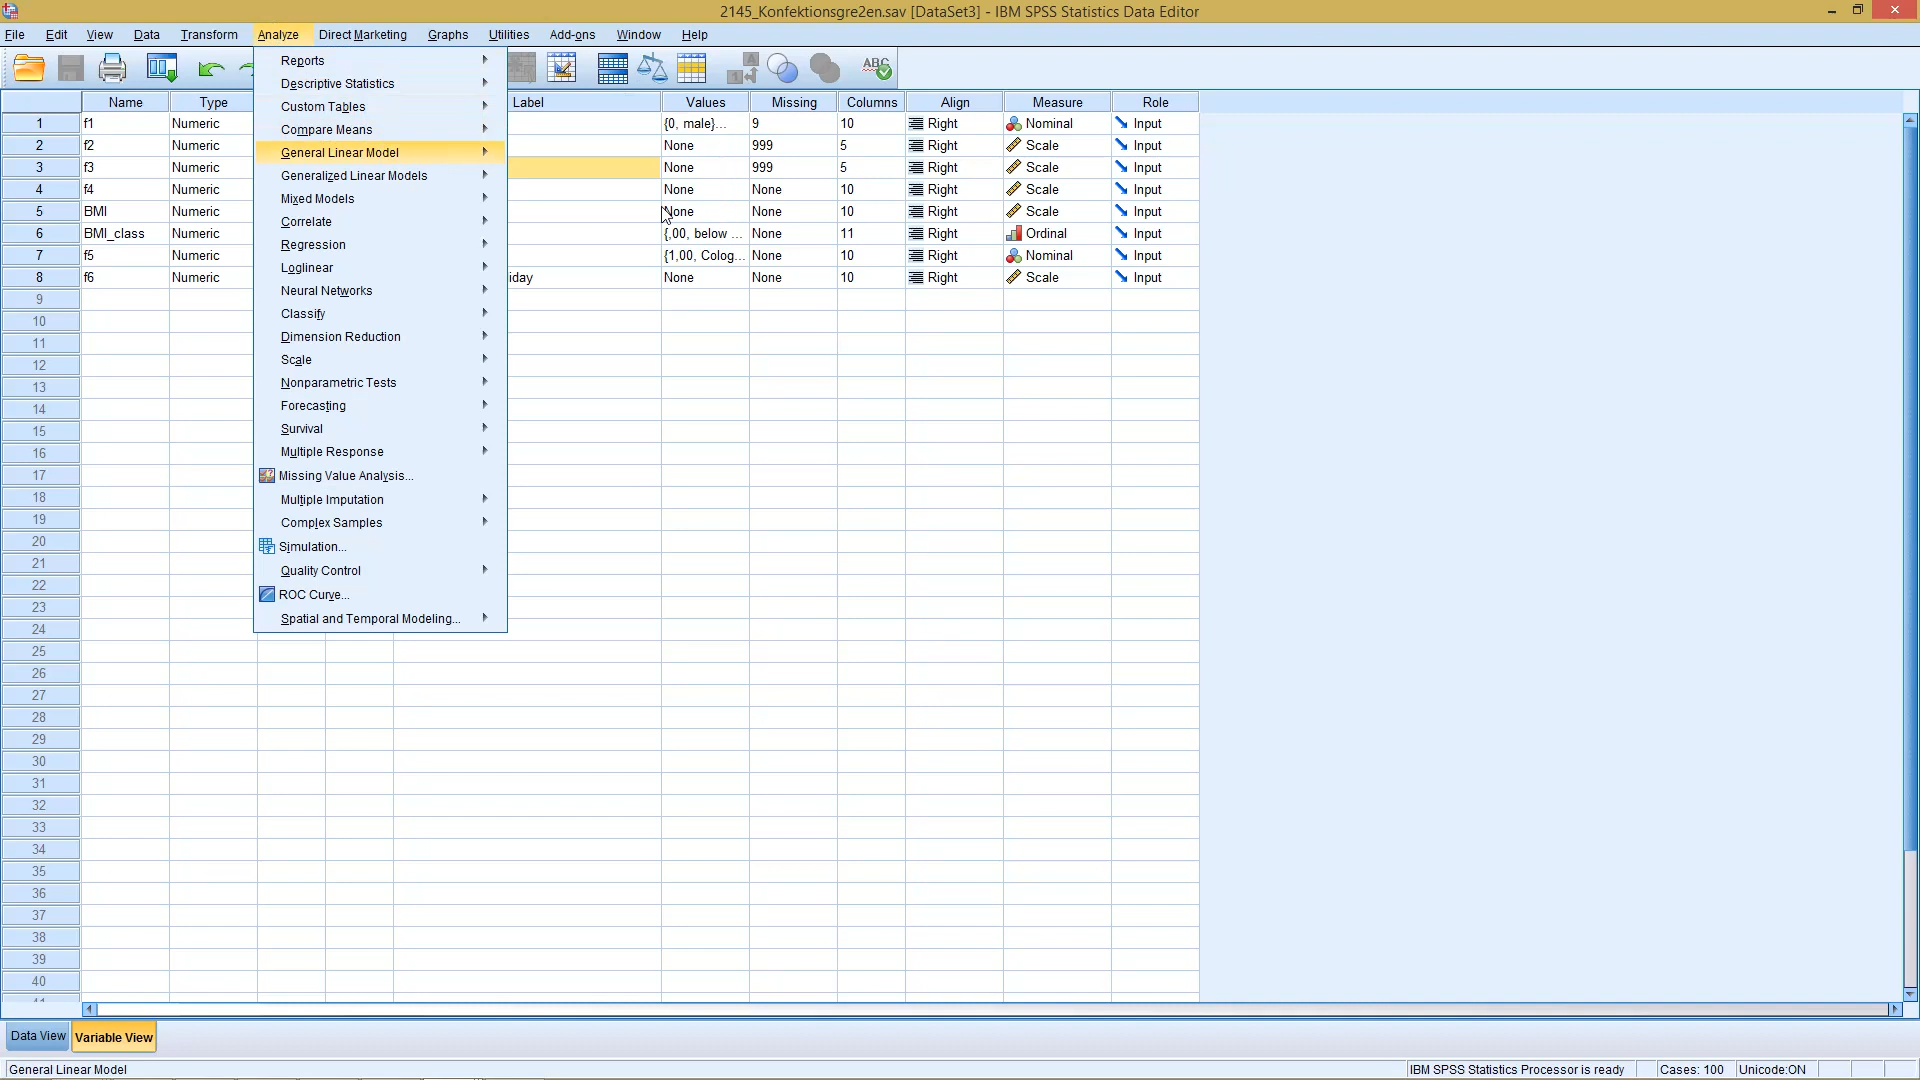 2145_Konfektionsgre2en.sav [DataSet3] - IBM SPSS Statistics Data Editor
File Edit View Data Transform Analyze Direct Marketing Graphs Utilities Add-ons Window Help
Reports
Descriptive Statistics
Custom Tables
Compare Means
General Linear Model
Generalized Linear Models
Mixed Models
Correlate
Regression
Loglinear
Neural Networks
Classify
Dimension Reduction
Scale
Nonparametric Tests
Forecasting
Survival
Multiple Response
Missing Value Analysis...
Multiple Imputation
Complex Samples
Simulation...
Quality Control
ROC Curve...
Spatial and Temporal Modeling...
A
1
4
ABC
Name Type Label Values Missing Columns Align Measure Role
1 f1 Numeric {0, male}... 9 10 Right Nominal Input
2 f2 Numeric None 999 5 Right Scale Input
3 f3 Numeric None 999 5 Right Scale Input
4 f4 Numeric None None 10 Right Scale Input
5 BMI Numeric None None 10 Right Scale Input
6 BMI_class Numeric {,00, below ... None 11 Right Ordinal Input
7 f5 Numeric {1,00, Colog... None 10 Right Nominal Input
8 f6 Numeric iday None None 10 Right Scale Input
9
10
11
12
13
14
15
16
17
18
19
20
21
22
23
24
25
26
27
28
29
30
31
32
33
34
35
36
37
38
39
40
Data View Variable View
General Linear Model IBM SPSS Statistics Processor is ready Cases: 100 Unicode:ON